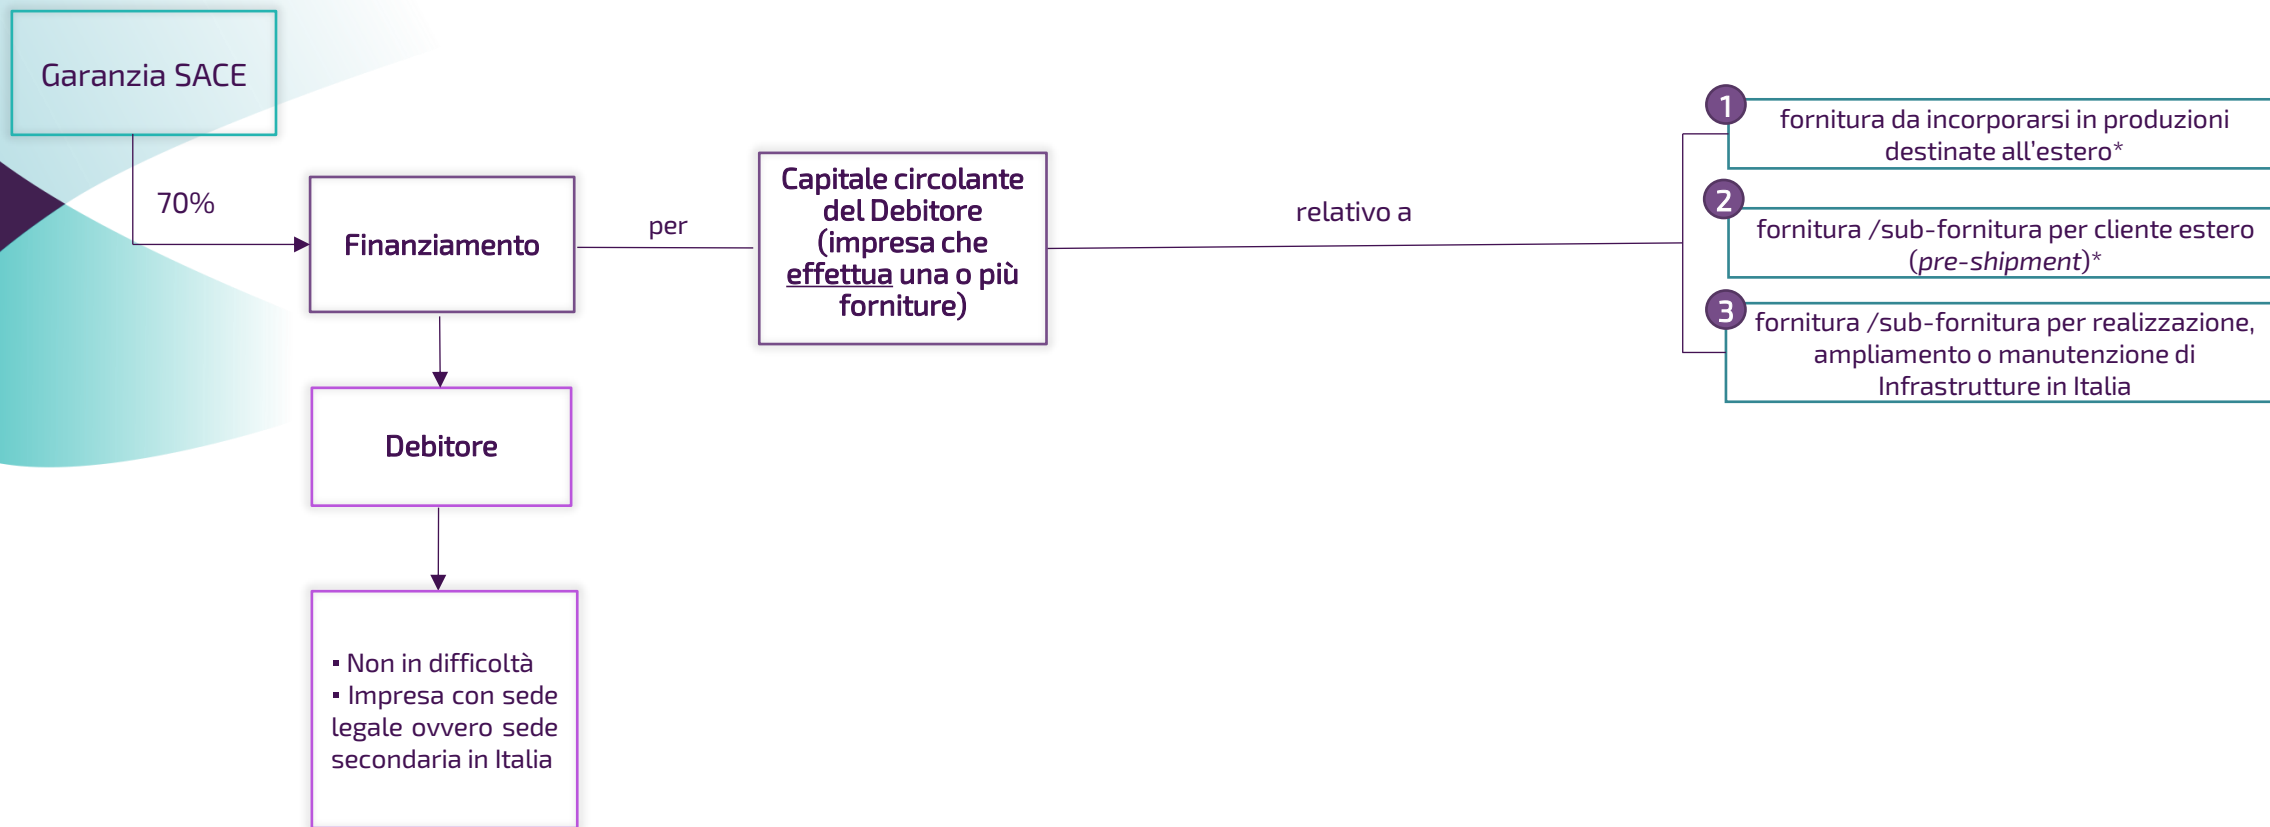 Garanzia SACE
70%
Finanziamento
per
Capitale circolante
del Debitore
(impresa che
effettua una o più
forniture)
relativo a
1
fornitura da incorporarsi in produzioni
destinate all'estero*
2
fornitura /sub-fornitura per cliente estero
(pre-shipment)*
3
fornitura /sub-fornitura per realizzazione,
ampliamento o manutenzione di
Infrastrutture in Italia
Debitore
▪ Non in difficoltà
▪ Impresa con sede
legale ovvero sede
secondaria in Italia